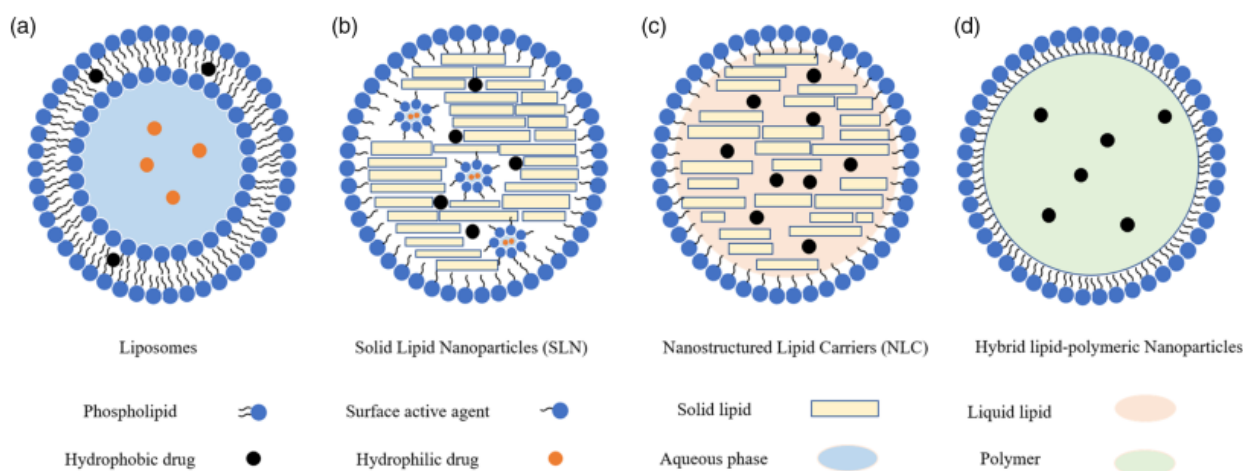 (a)
(b)
(c)
(d)
Liposomes
Solid Lipid Nanoparticles (SLN)
Nanostructured Lipid Carriers (NLC)
Hybrid lipid-polymeric Nanoparticles
Phospholipid
Surface active agent
Solid lipid
Liquid lipid
Hydrophobic drug
Hydrophilic drug
Aqueous phase
Polymer